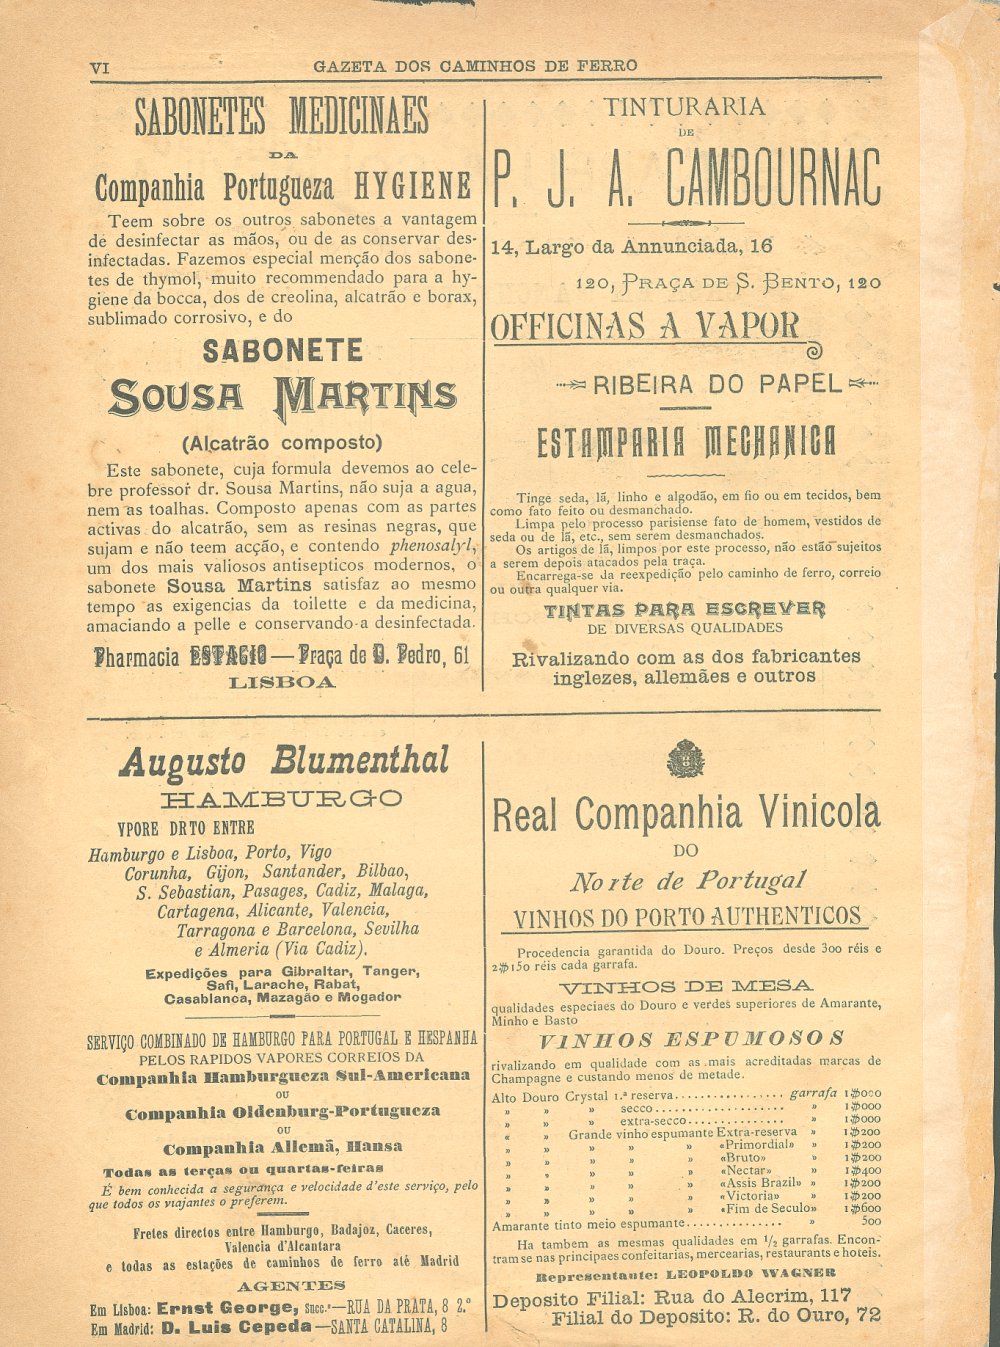 VI
GAZETA DOS CAMINHOS DE FERRO
SABONETES MEDICINAES
DA
Companhia Portugueza HYGIENE
Teem sobre os outros sabonetes a vantagem
de desinfectar as mãos, ou de as conservar des-
infectadas. Fazemos especial menção dos sabone-
tes de thymol, muito recommendado para a hy-
giene da bocca, dos de creolina, alcatrão e borax,
sublimado corrosivo, e do
SABONETE
SOUSA MARTINS
(Alcatrão composto)
Este sabonete, cuja formula devemos ao cele-
bre professor dr. Sousa Martins, não suja a agua,
nem as toalhas. Composto apenas com as partes
activas do alcatrão, sem as resinas negras, que
sujam e não teem acção, e contendo phenosalyl,
um dos mais valiosos antisepticos modernos, o
sabonete Sousa Martins satisfaz ao mesmo
tempo as exigencias da toilette e da medicina,
amaciando a pelle e conservando-a desinfectada.
Pharmacia ESTACIO — Praça de D. Pedro, 61
LISBOA
TINTURARIA
DE
P. J. A. CAMBOURNAC
14, Largo da Annunciada, 16
120, PRAÇA DE S. BENTO, 120
OFFICINAS A VAPOR
RIBEIRA DO PAPEL
ESTAMPARIA MECHANICA
Tinge seda, lã, linho e algodão, em fio ou em tecidos, bem
como fato feito ou desmanchado.
Limpa pelo processo parisiense fato de homem, vestidos de
seda ou de lã, etc., sem serem desmanchados.
Os artigos de lã, limpos por este processo, não estão sujeitos
a serem depois atacados pela traça.
Encarrega-se da reexpedição pelo caminho de ferro, correio
ou outra qualquer via.
TINTAS PARA ESCREVER
DE DIVERSAS QUALIDADES
Rivalizando com as dos fabricantes
inglezes, allemães e outros
Augusto Blumenthal
HAMBURGO
VPORE DRTO ENTRE
Hamburgo e Lisboa, Porto, Vigo
Corunha, Gijon, Santander, Bilbao,
S. Sebastian, Pasages, Cadiz, Malaga,
Cartagena, Alicante, Valencia,
Tarragona e Barcelona, Sevilha
e Almeria (Via Cadiz).
Expedições para Gibraltar, Tanger,
Safi, Larache, Rabat,
Casablanca, Mazagão e Mogador
SERVIÇO COMBINADO DE HAMBURGO PARA PORTUGAL E HESPANHA
PELOS RAPIDOS VAPORES CORREIOS DA
Companhia Hamburgueza Sul-Americana
OU
Companhia Oldenburg-Portugueza
OU
Companhia Allemã, Hansa
Todas as terças ou quartas-feiras
É bem conhecida a segurança e velocidade d'este serviço, pelo
que todos os viajantes o preferem.
Fretes directos entre Hamburgo, Badajoz, Caceres,
Valencia d'Alcantara
e todas as estações de caminhos de ferro até Madrid
AGENTES
Em Lisboa: Ernst George, Succ.r—RUA DA PRATA, 8 2.º
Em Madrid: D. Luis Cepeda—SANTA CATALINA, 8
Real Companhia Vinicola
DO
Norte de Portugal
VINHOS DO PORTO AUTHENTICOS
Procedencia garantida do Douro. Preços desde 300 réis e
2$150 réis cada garrafa.
VINHOS DE MESA
qualidades especiaes do Douro e verdes superiores de Amarante,
Minho e Basto
VINHOS ESPUMOSOS
rivalizando em qualidade com as mais acreditadas marcas de
Champagne e custando menos de metade.
Alto Douro Crystal 1.ª reserva................. garrafa 1$000
» » » secco..................... » 1$000
» » » extra-secco............... » 1$000
« » Grande vinho espumante Extra-reserva » 1$200
» » » » » «Primordial» » 1$200
» » » » » «Bruto» » 1$200
» » » » » «Nectar» » 1$400
» » » » » «Assis Brazil» » 1$200
» » » » » «Victoria» » 1$200
» » » » » «Fim de Seculo» » 1$600
Amarante tinto meio espumante............... » 500
Ha tambem as mesmas qualidades em 1/2 garrafas. Encon-
tram se nas principaes confeitarias, mercearias, restaurants e hoteis.
Representante: LEOPOLDO WAGNER
Deposito Filial: Rua do Alecrim, 117
Filial do Deposito: R. do Ouro, 72